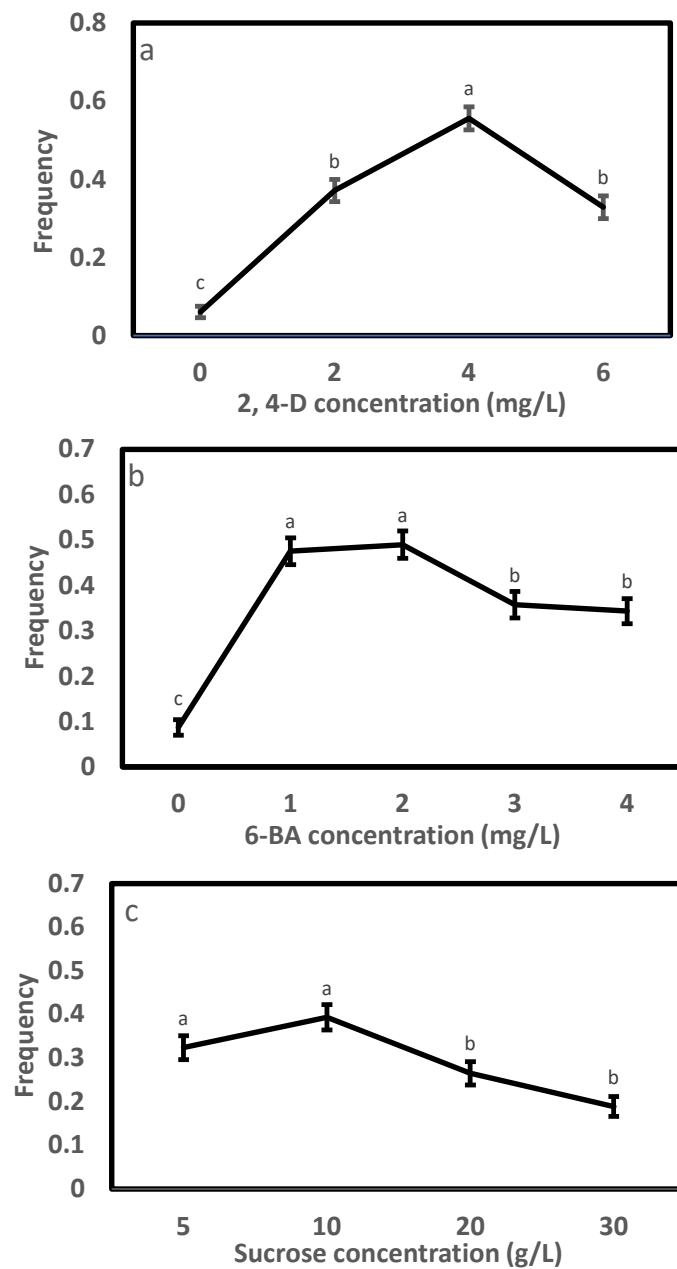 a
0.8
0.6
0.4
0.2
0
Frequency
c
b
a
b
0 2 4 6
2, 4-D concentration (mg/L)
b
0.7
0.6
0.5
0.4
0.3
0.2
0.1
0
Frequency
c
a
a
b
b
0 1 2 3 4
6-BA concentration (mg/L)
c
0.7
0.6
0.5
0.4
0.3
0.2
0.1
0
Frequency
a
a
b
b
5 10 20 30
Sucrose concentration (g/L)